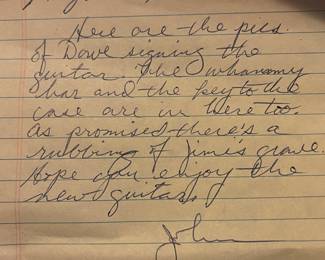 Here are the pics.
of Dowe signing the
guitar. The whammy
bar and the key to the
case are in here too.
As promised there's a
rubbing of Jimi's grave.
Hope you enjoy the
new guitar.
John